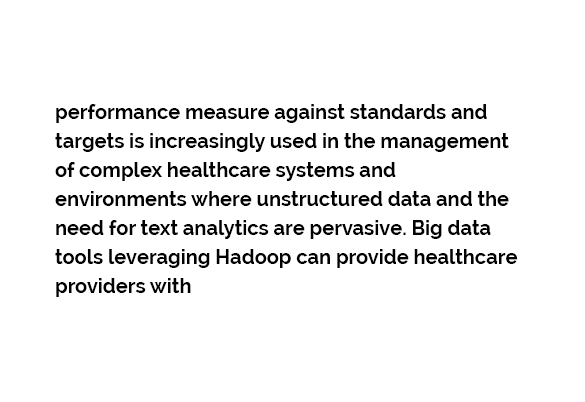 performance measure against standards and
targets is increasingly used in the management
of complex healthcare systems and
environments where unstructured data and the
need for text analytics are pervasive. Big data
tools leveraging Hadoop can provide healthcare
providers with